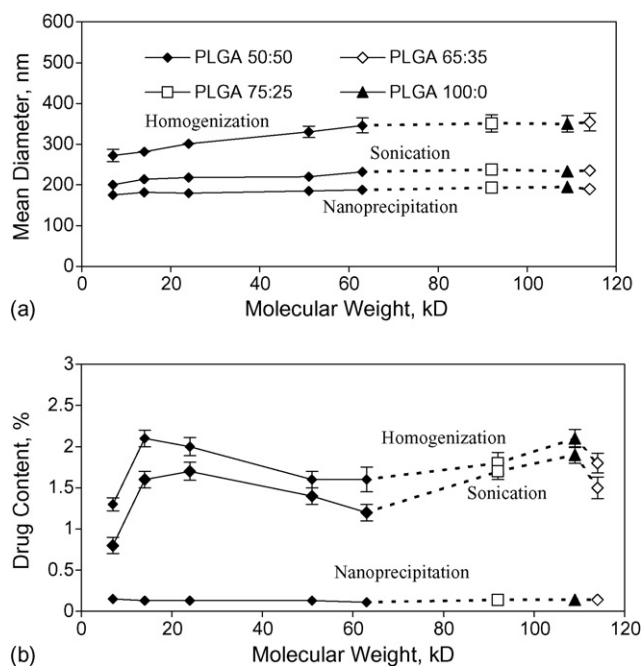 600
500
400
300
200
100
0
Mean Diameter, nm
PLGA 50:50
PLGA 65:35
PLGA 75:25
PLGA 100:0
Homogenization
Sonication
Nanoprecipitation
0 20 40 60 80 100 120
(a)
Molecular Weight, kD
3
2.5
2
1.5
1
0.5
0
Drug Content, %
Homogenization
Sonication
Nanoprecipitation
0 20 40 60 80 100 120
(b)
Molecular Weight, kD